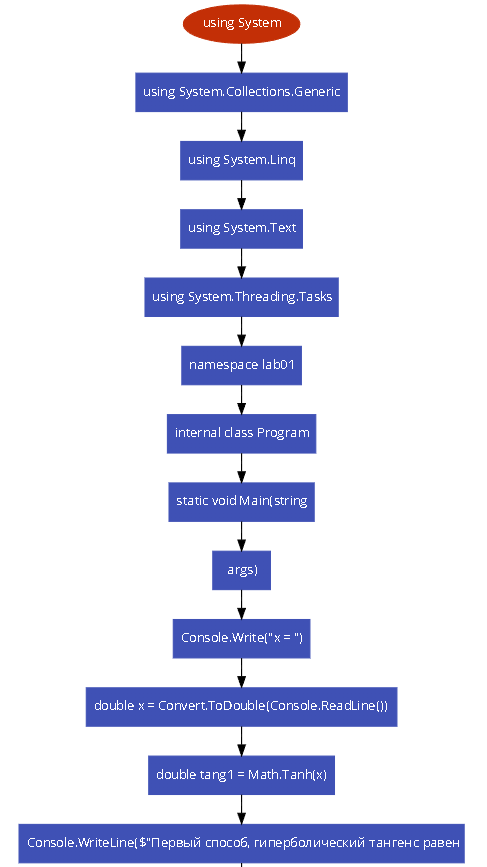 using System
using System.Collections.Generic
using System.Linq
using System.Text
using System.Threading.Tasks
namespace lab01
internal class Program
static void Main(string
args)
Console.Write("x = ")
double x = Convert.ToDouble(Console.ReadLine())
double tang1 = Math.Tanh(x)
Console.WriteLine($"Первый способ, гиперболический тангенс равен